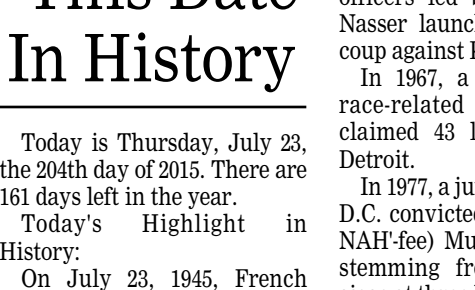 This Date
In History
Today is Thursday, July 23,
the 204th day of 2015. There are
161 days left in the year.
Today's Highlight in
History:
On July 23, 1945, French
officers led
Nasser
coup against
In 1967, a
race-related
claimed 43
Detroit.
In 1977, a
D.C.
NAH'-fee)
stemming